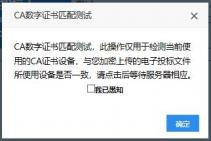 CA数字证书匹配测试
CA数字证书匹配测试，此操作仅用于检测当前使
用的CA证书设备，与您加密上传的电子投标文件
所使用设备是否一致，请点击后等待服务器相应。
我已愚知
确定